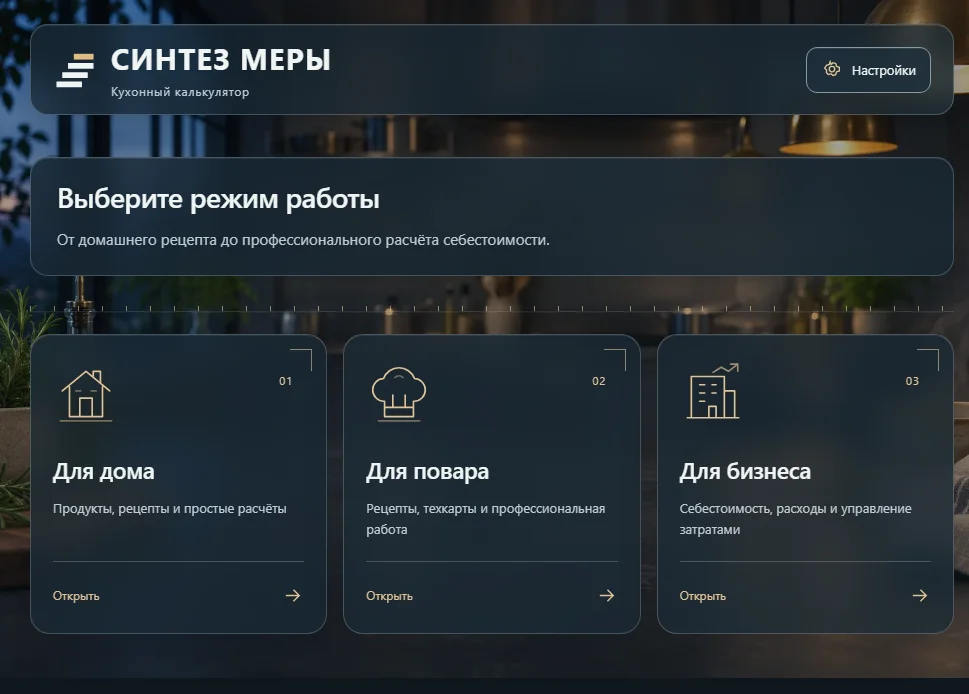 СИНТЕЗ МЕРЫ
Кухонный калькулятор
Настройки
Выберите режим работы
От домашнего рецепта до профессионального расчёта себестоимости.
01
Для дома
Продукты, рецепты и простые расчёты
Открыть
02
Для повара
Рецепты, техкарты и профессиональная
работа
Открыть
03
Для бизнеса
Себестоимость, расходы и управление
затратами
Открыть